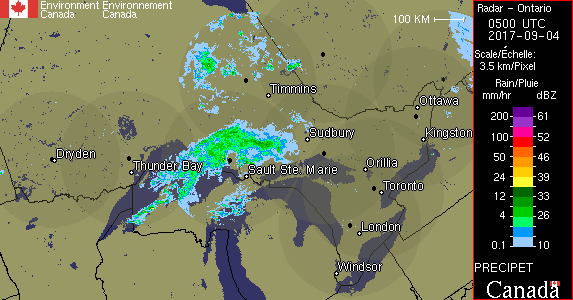 Environment Environnement
Canada Canada
100 KM
Timmins
Ottawa
Sudbury
Kingston
Dryden
Thunder Bay
Sault Ste. Marie
Orillia
Toronto
London
Windsor
Radar - Ontario
0500 UTC
2017-09-04
Scale/Échelle:
3.5 km/Pixel
Rain/Pluie
mm/hr dBZ
200 61
100 52
50 46
24 39
12 33
4 26
0.1 10
PRECIPET
Canada